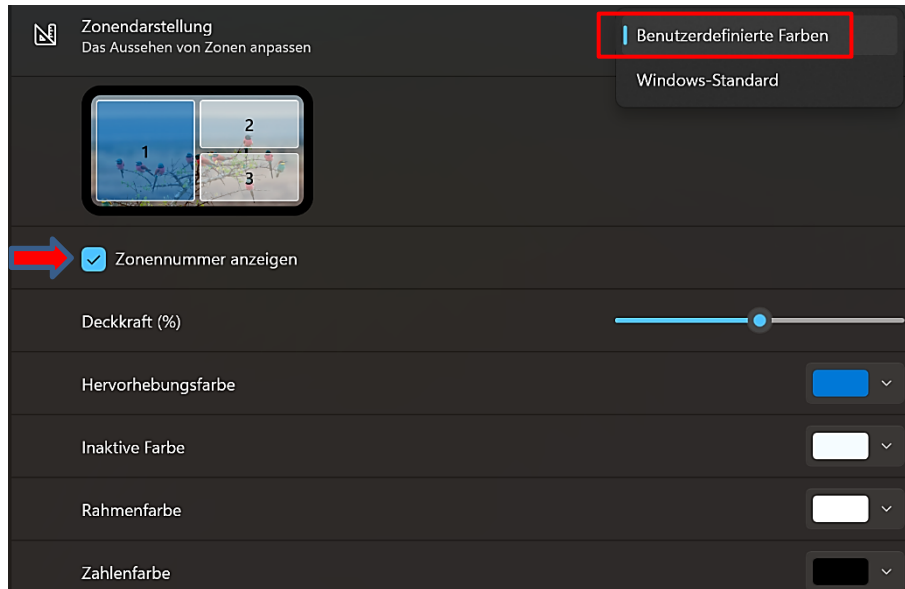 Zonendarstellung
Das Aussehen von Zonen anpassen
Benutzerdefinierte Farben
Windows-Standard
1
2
3
Zonennummer anzeigen
Deckkraft (%)
Hervorhebungsfarbe
Inaktive Farbe
Rahmenfarbe
Zahlenfarbe